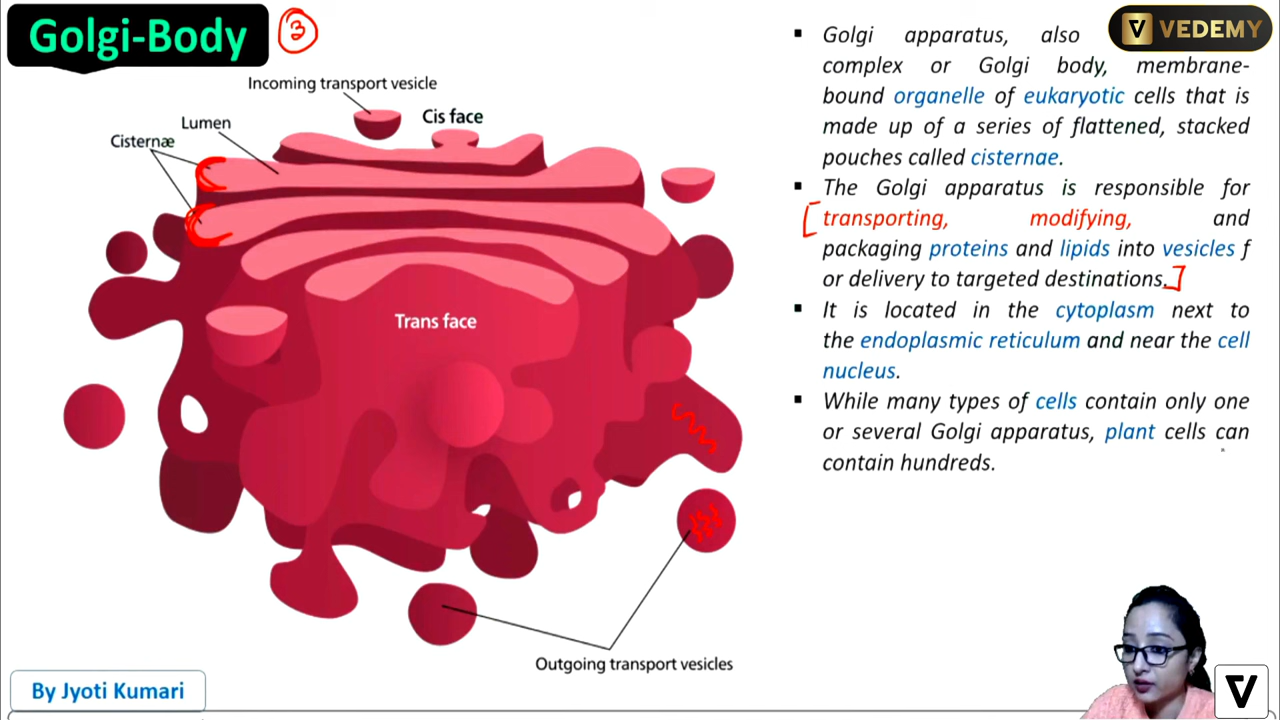 Golgi-Body
3
Incoming transport vesicle
Cis face
Lumen
Cisternæ
Trans face
Outgoing transport vesicles
By Jyoti Kumari
VEDEMY
▪ Golgi apparatus, also
complex or Golgi body, membrane-
bound organelle of eukaryotic cells that is
made up of a series of flattened, stacked
pouches called cisternae.
▪ The Golgi apparatus is responsible for
transporting, modifying, and
packaging proteins and lipids into vesicles f
or delivery to targeted destinations.
▪ It is located in the cytoplasm next to
the endoplasmic reticulum and near the cell
nucleus.
▪ While many types of cells contain only one
or several Golgi apparatus, plant cells can
contain hundreds.
V